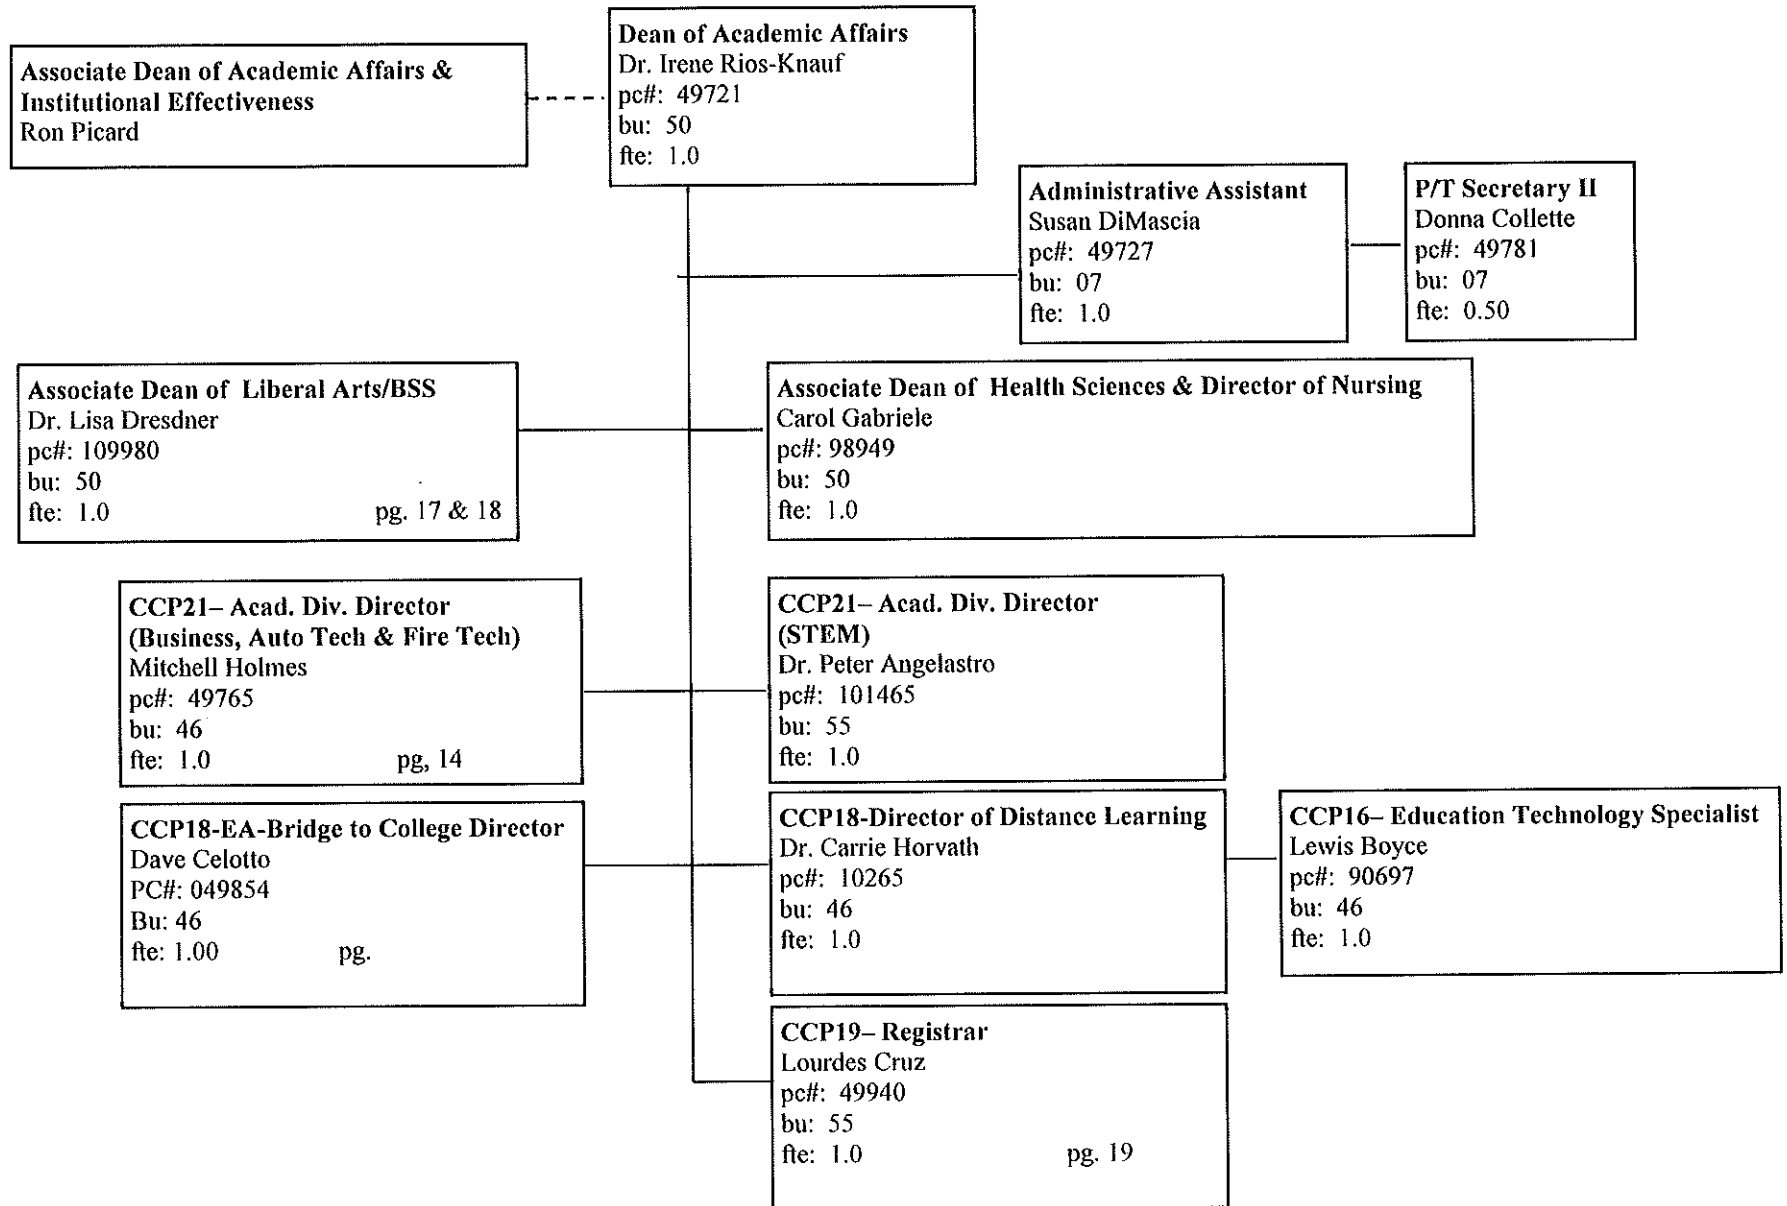 Associate Dean of Academic Affairs &
Institutional Effectiveness
Ron Picard
Dean of Academic Affairs
Dr. Irene Rios-Knauf
pc#: 49721
bu: 50
fte: 1.0
Administrative Assistant
Susan DiMascia
pc#: 49727
bu: 07
fte: 1.0
P/T Secretary II
Donna Collette
pc#: 49781
bu: 07
fte: 0.50
Associate Dean of Liberal Arts/BSS
Dr. Lisa Dresdner
pc#: 109980
bu: 50
fte: 1.0 pg. 17 & 18
Associate Dean of Health Sciences & Director of Nursing
Carol Gabriele
pc#: 98949
bu: 50
fte: 1.0
CCP21– Acad. Div. Director
(Business, Auto Tech & Fire Tech)
Mitchell Holmes
pc#: 49765
bu: 46
fte: 1.0 pg, 14
CCP21– Acad. Div. Director
(STEM)
Dr. Peter Angelastro
pc#: 101465
bu: 55
fte: 1.0
CCP18-EA-Bridge to College Director
Dave Celotto
PC#: 049854
Bu: 46
fte: 1.00 pg.
CCP18-Director of Distance Learning
Dr. Carrie Horvath
pc#: 10265
bu: 46
fte: 1.0
CCP16– Education Technology Specialist
Lewis Boyce
pc#: 90697
bu: 46
fte: 1.0
CCP19– Registrar
Lourdes Cruz
pc#: 49940
bu: 55
fte: 1.0 pg. 19